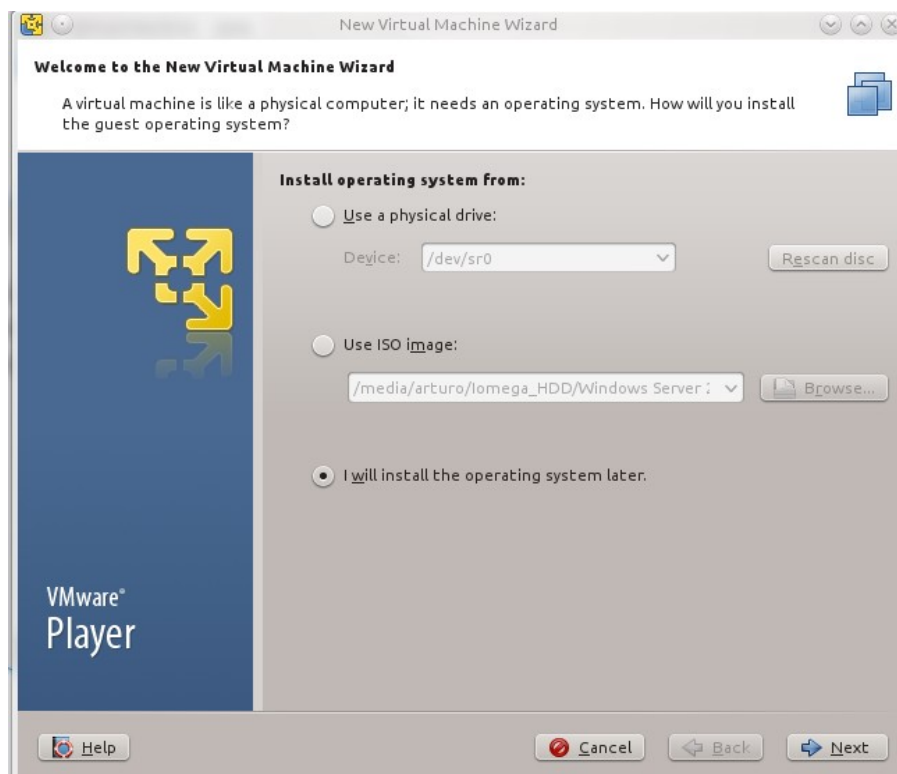 New Virtual Machine Wizard
Welcome to the New Virtual Machine Wizard
A virtual machine is like a physical computer; it needs an operating system. How will you install
the guest operating system?
Install operating system from:
Use a physical drive:
Device: /dev/sr0 Rescan disc
Use ISO image:
/media/arturo/Iomega_HDD/Windows Server Browse...
I will install the operating system later.
VMware®
Player
Help Cancel Back Next